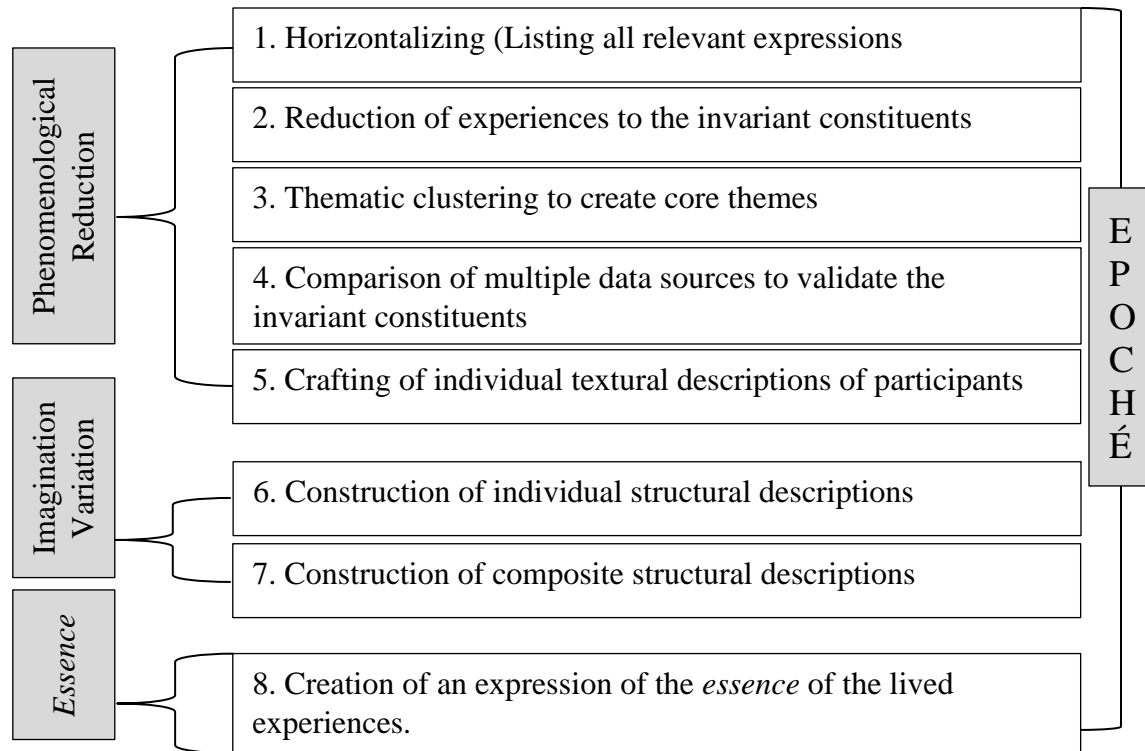 Phenomenological
Reduction
1. Horizontalizing (Listing all relevant expressions
2. Reduction of experiences to the invariant constituents
3. Thematic clustering to create core themes
4. Comparison of multiple data sources to validate the
invariant constituents
5. Crafting of individual textural descriptions of participants
Imagination
Variation
6. Construction of individual structural descriptions
7. Construction of composite structural descriptions
Essence
8. Creation of an expression of the essence of the lived
experiences.
E
P
O
C
H
É